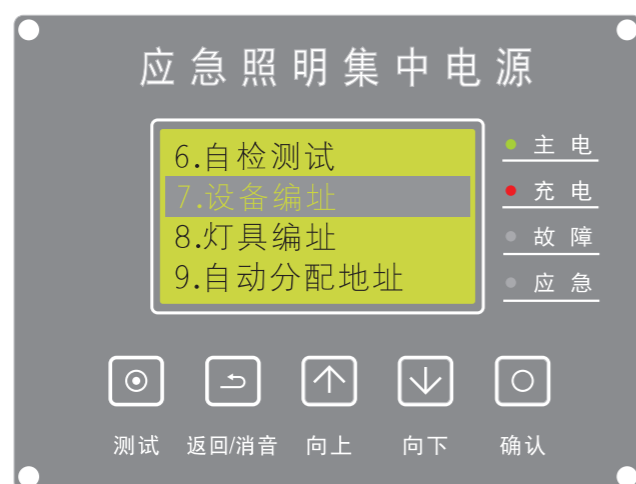 应急照明集中电源
6.自检测试
7.设备编址
8.灯具编址
9.自动分配地址
主电
充电
故障
应急
测试 返回/消音 向上 向下 确认